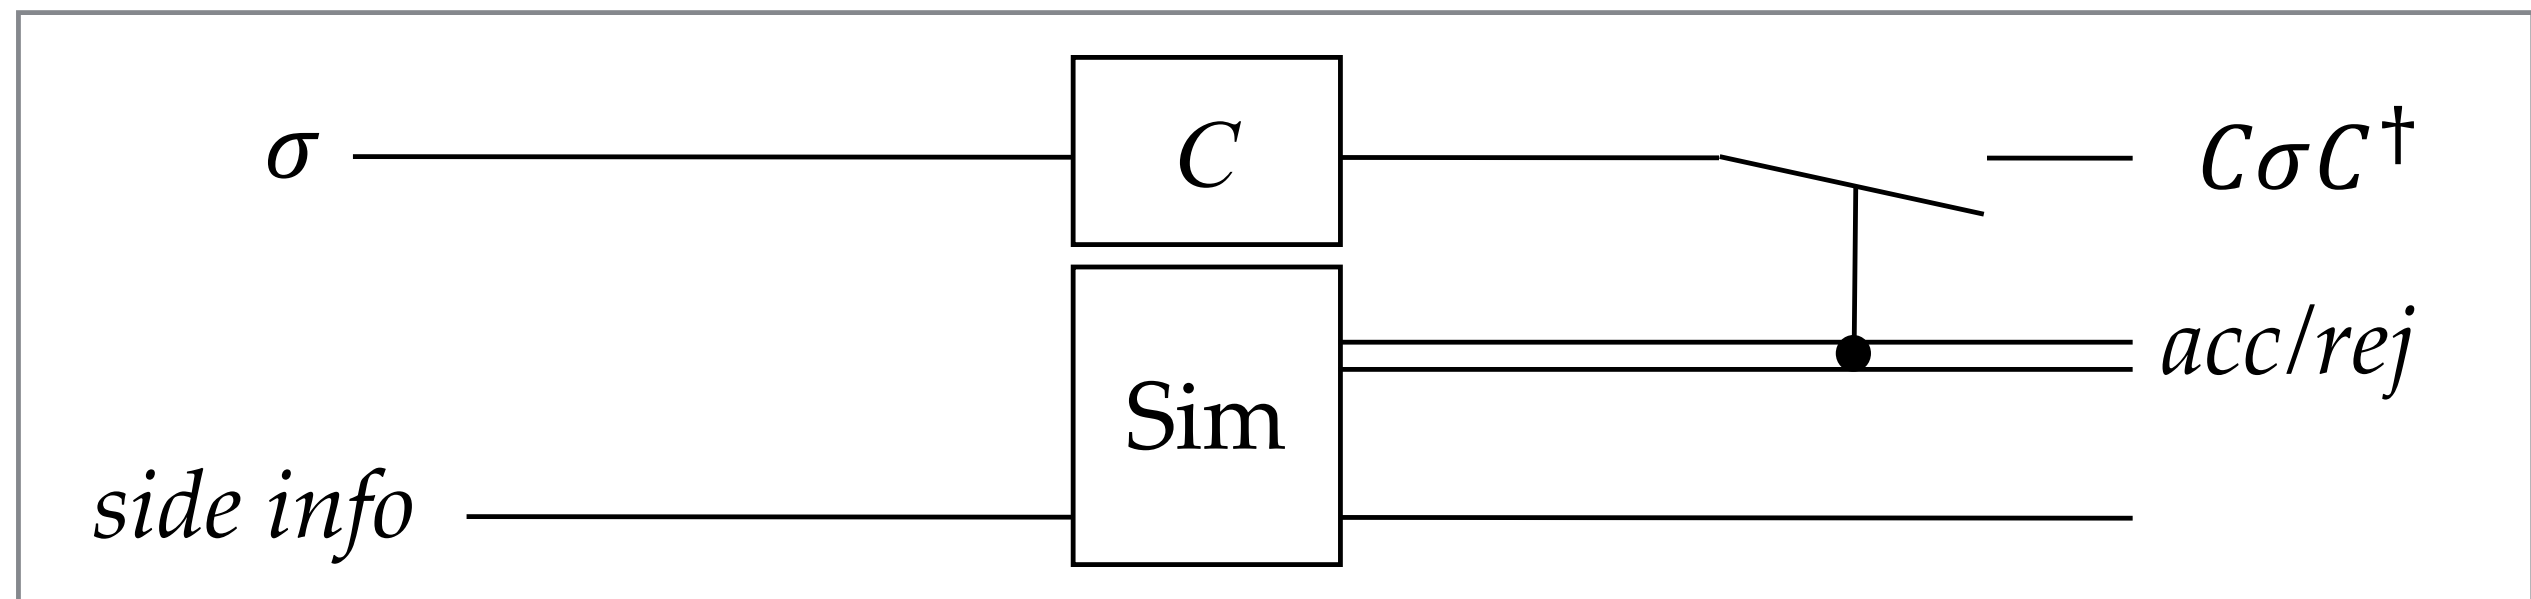 σ C CσC†
acc/rej
Sim
side info